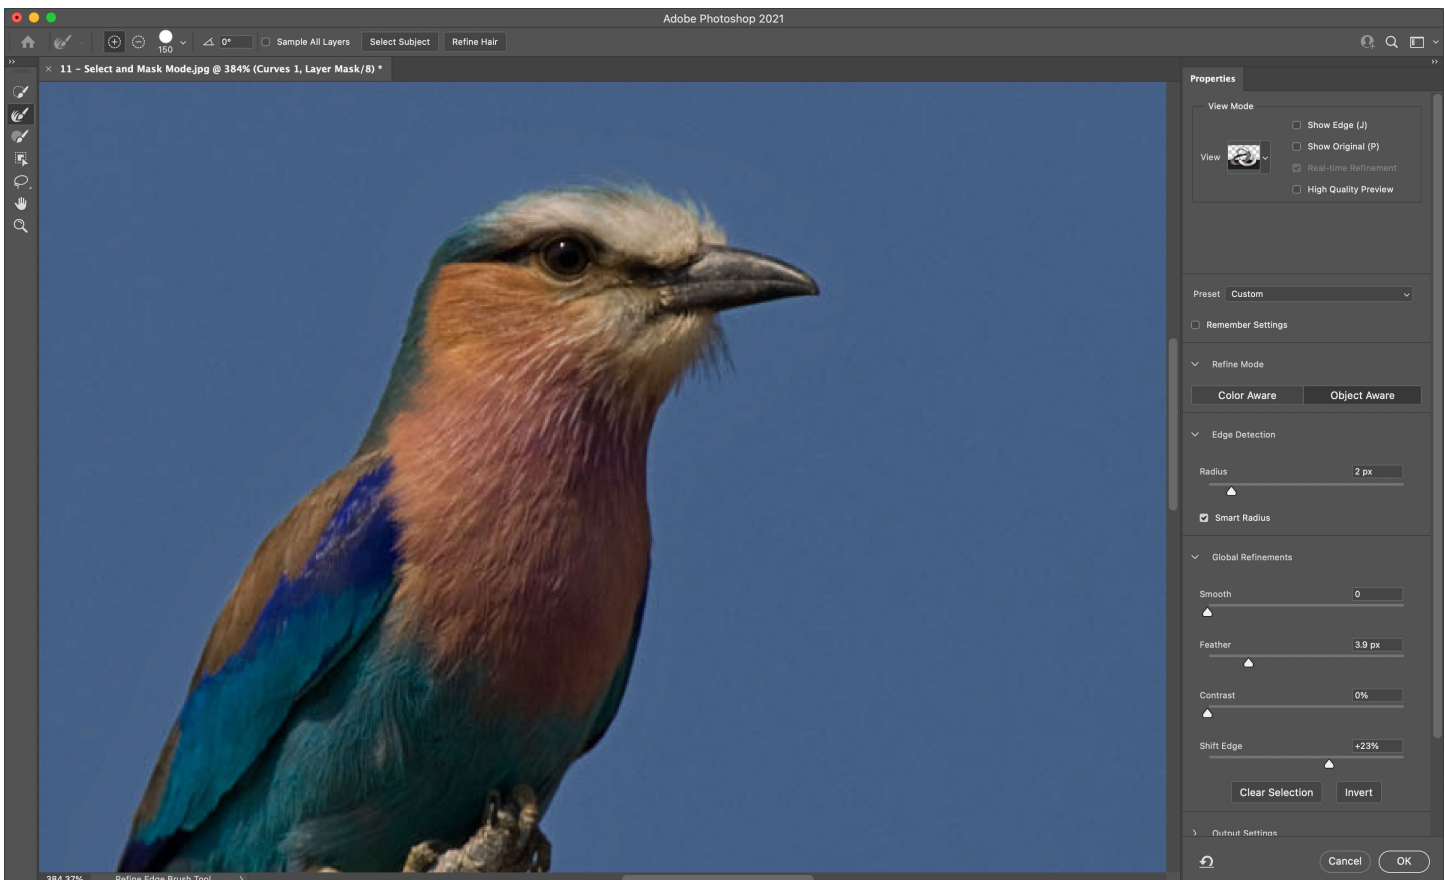 Adobe Photoshop 2021
150
0°
Sample All Layers
Select Subject
Refine Hair
× 11 – Select and Mask Mode.jpg @ 384% (Curves 1, Layer Mask/8) *
Properties
View Mode
Show Edge (J)
View
Show Original (P)
Real-time Refinement
High Quality Preview
Preset Custom
Remember Settings
Refine Mode
Color Aware
Object Aware
Edge Detection
Radius 2 px
Smart Radius
Global Refinements
Smooth 0
Feather 3.9 px
Contrast 0%
Shift Edge +23%
Clear Selection
Invert
Output Settings
Cancel
OK
384.37% Refine Edge Brush Tool